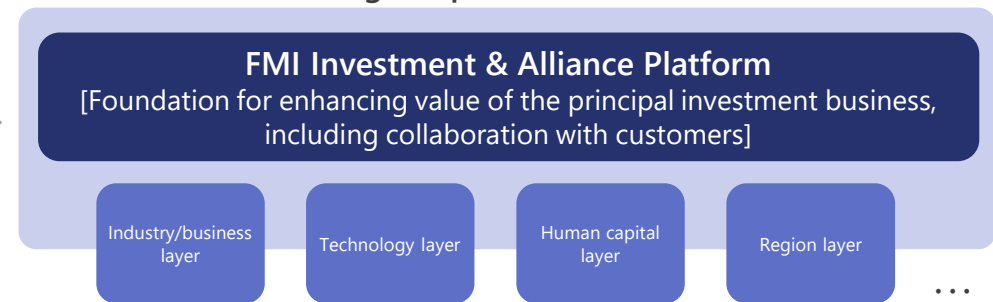 FMI Investment & Alliance Platform
[Foundation for enhancing value of the principal investment business,
including collaboration with customers]
Industry/business
layer
Technology layer
Human capital
layer
Region layer
...